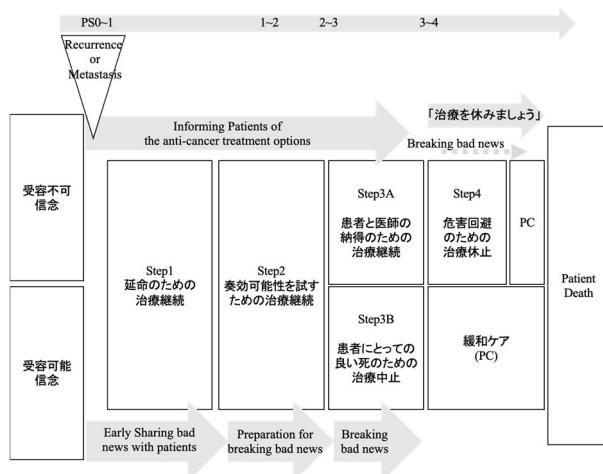 PS0~1
1~2
2~3
3~4
Recurrence
or
Metastasis
Informing Patients of
the anti-cancer treatment options
「治療を休みましょう」
Breaking bad news
受容不可
信念
受容可能
信念
Step1
延命のための
治療継続
Step2
奏効可能性を試す
ための治療継続
Step3A
患者と医師の
納得のための
治療継続
Step3B
患者にとっての
良い死のための
治療中止
Step4
危害回避
のための
治療休止
PC
緩和ケア
(PC)
Patient
Death
Early Sharing bad
news with patients
Preparation for
breaking bad news
Breaking
bad news